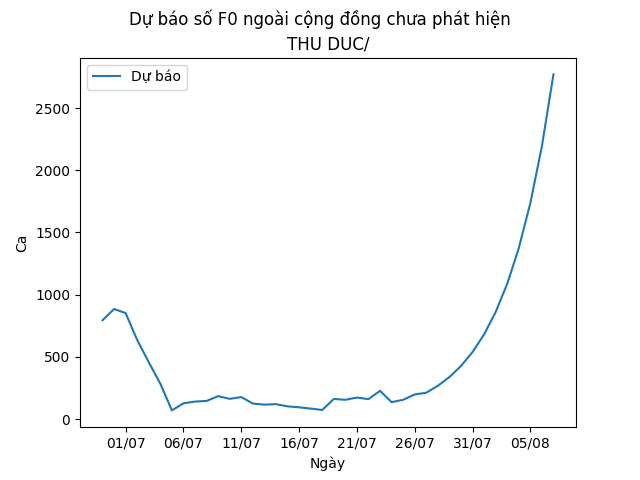 Dự báo số F0 ngoài cộng đồng chưa phát hiện
THU DUC/
Dự báo
Ca
2500
2000
1500
1000
500
0
01/07 06/07 11/07 16/07 21/07 26/07 31/07 05/08
Ngày